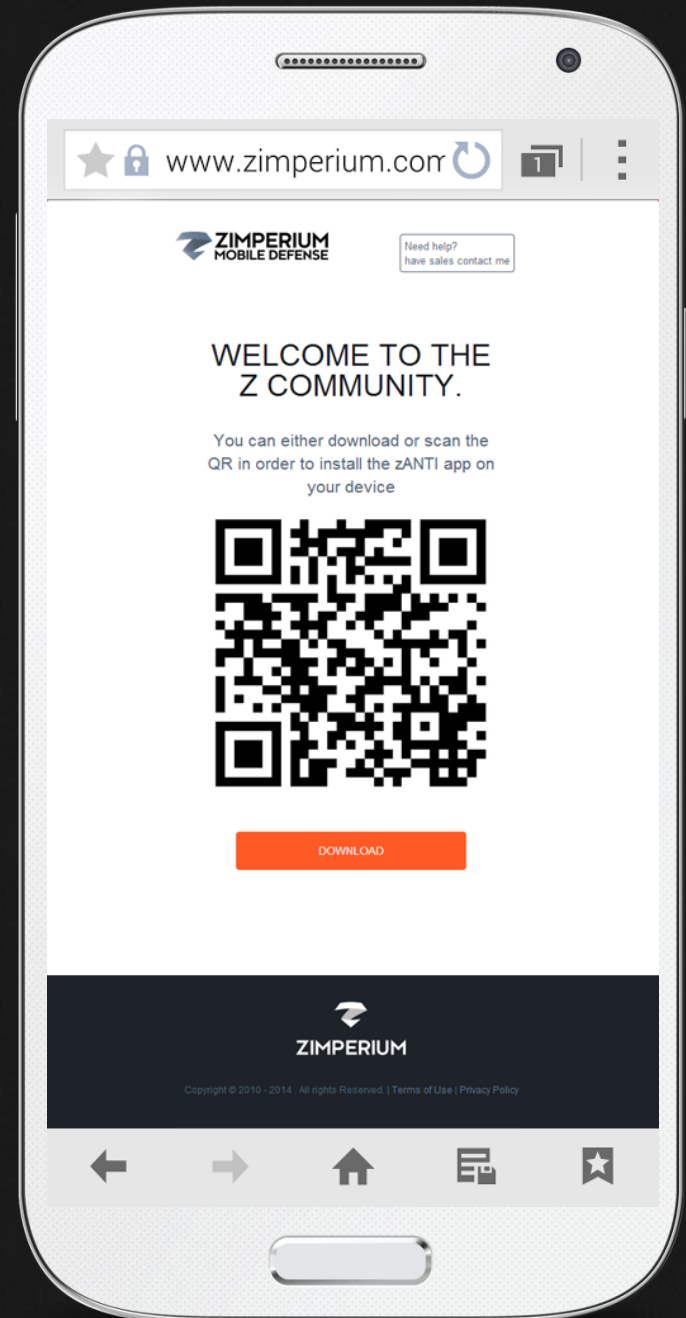 www.zimperium.com
1
ZIMPERIUM
MOBILE DEFENSE
Need help?
have sales contact me
WELCOME TO THE
Z COMMUNITY.
You can either download or scan the
QR in order to install the zANTI app on
your device
DOWNLOAD
ZIMPERIUM
Copyright © 2010 - 2014 . All rights Reserved. | Terms of Use | Privacy Policy